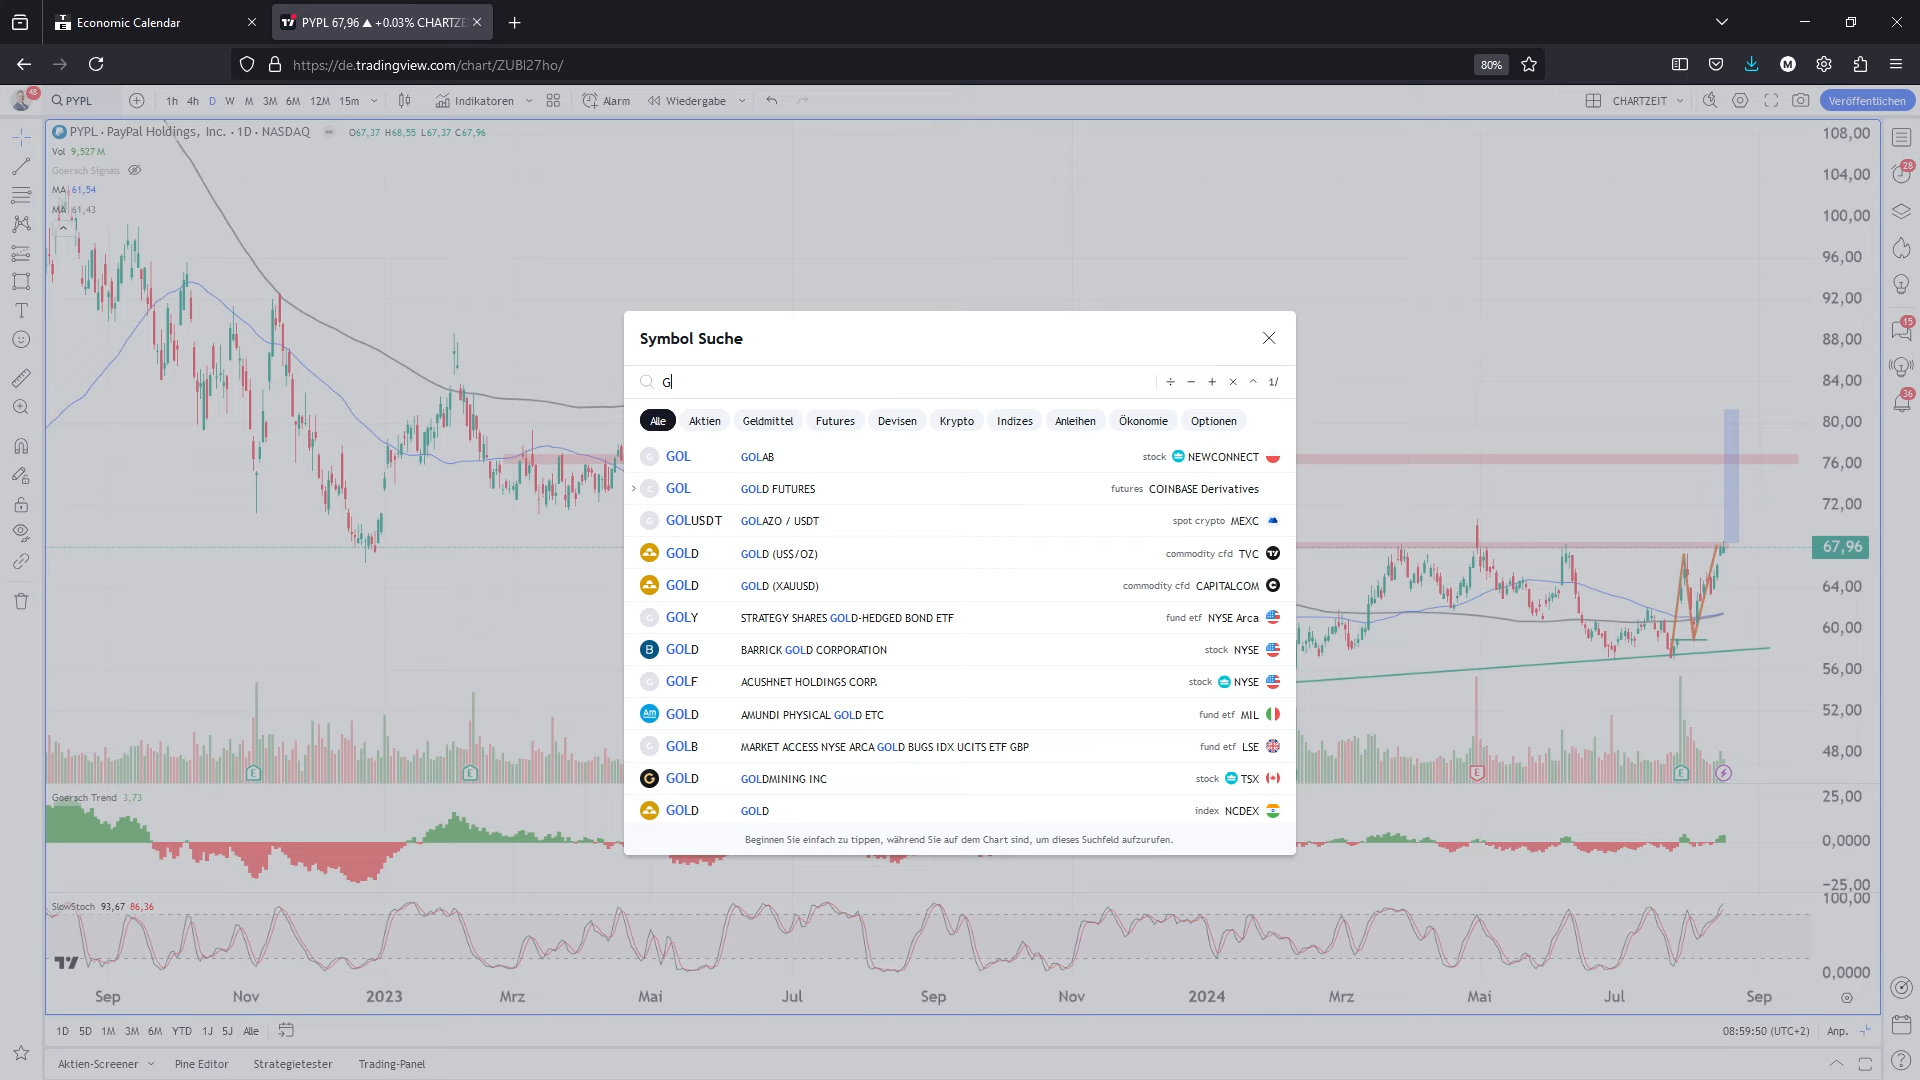 Economic Calendar
PYPL 67,96 ▲ +0.03% CHARTZE
https://de.tradingview.com/chart/ZUBI27ho/
80%
48
PYPL
1h 4h D W M 3M 6M 12M 15m
Indikatoren
Alarm
Wiedergabe
CHARTZEIT
Veröffentlichen
PYPL · PayPal Holdings, Inc. · 1D · NASDAQ
O67,37 H68,55 L67,37 C67,96
Vol 9,527 M
Goersch Signals
MA 61,54
MA 61,43
108,00
104,00
100,00
96,00
92,00
88,00
84,00
80,00
76,00
72,00
67,96
64,00
60,00
56,00
52,00
48,00
25,00
0,0000
−25,00
100,00
0,0000
28
15
36
Symbol Suche
G
÷ − + × ^ 1/
Alle Aktien Geldmittel Futures Devisen Krypto Indizes Anleihen Ökonomie Optionen
G GOL GOLAB stock NEWCONNECT
C GOL GOLD FUTURES futures COINBASE Derivatives
G GOLUSDT GOLAZO / USDT spot crypto MEXC
GOLD GOLD (US$/OZ) commodity cfd TVC
GOLD GOLD (XAUUSD) commodity cfd CAPITALCOM
G GOLY STRATEGY SHARES GOLD-HEDGED BOND ETF fund etf NYSE Arca
B GOLD BARRICK GOLD CORPORATION stock NYSE
G GOLF ACUSHNET HOLDINGS CORP. stock NYSE
Am GOLD AMUNDI PHYSICAL GOLD ETC fund etf MIL
G GOLB MARKET ACCESS NYSE ARCA GOLD BUGS IDX UCITS ETF GBP fund etf LSE
G GOLD GOLDMINING INC stock TSX
GOLD GOLD index NCDEX
Beginnen Sie einfach zu tippen, während Sie auf dem Chart sind, um dieses Suchfeld aufzurufen.
E E E E
Goersch Trend 3,73
SlowStoch 93,67 86,36
Sep Nov 2023 Mrz Mai Jul Sep Nov 2024 Mrz Mai Jul Sep
1D 5D 1M 3M 6M YTD 1J 5J Alle
08:59:50 (UTC+2)
Anp.
Aktien-Screener
Pine Editor
Strategietester
Trading-Panel